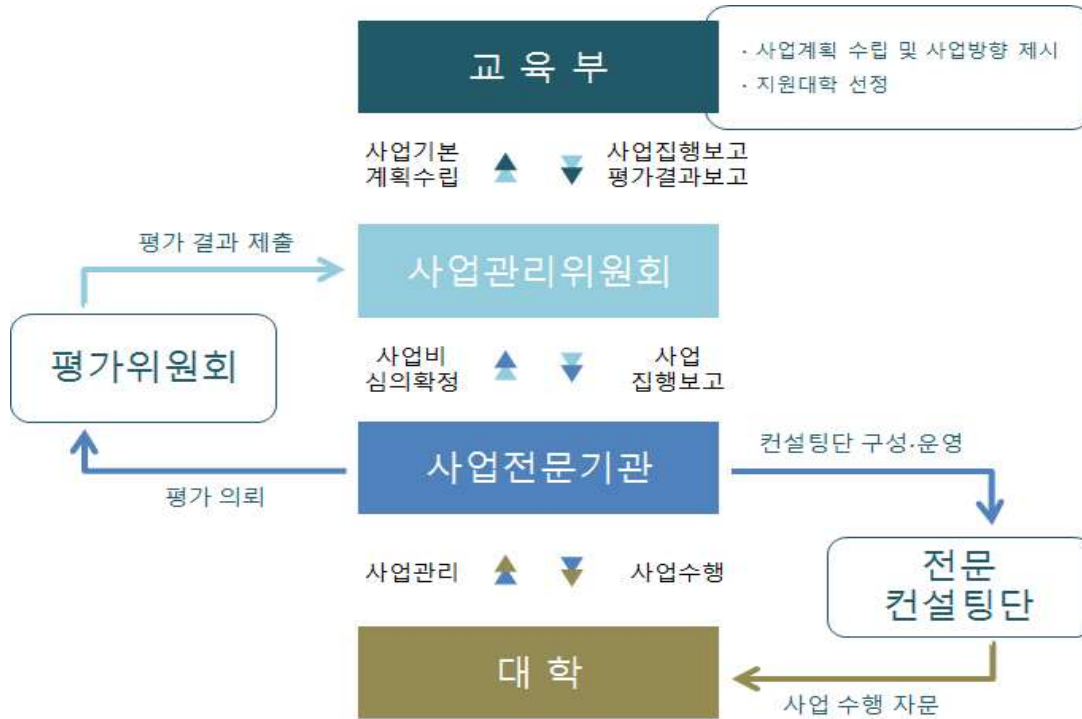 교 육 부
· 사업계획 수립 및 사업방향 제시
· 지원대학 선정
사업기본
계획수립
사업집행보고
평가결과보고
평가 결과 제출
사업관리위원회
평가위원회
사업비
심의확정
사업
집행보고
사업전문기관
컨설팅단 구성·운영
평가 의뢰
사업관리
사업수행
전문
컨설팅단
대 학
사업 수행 자문